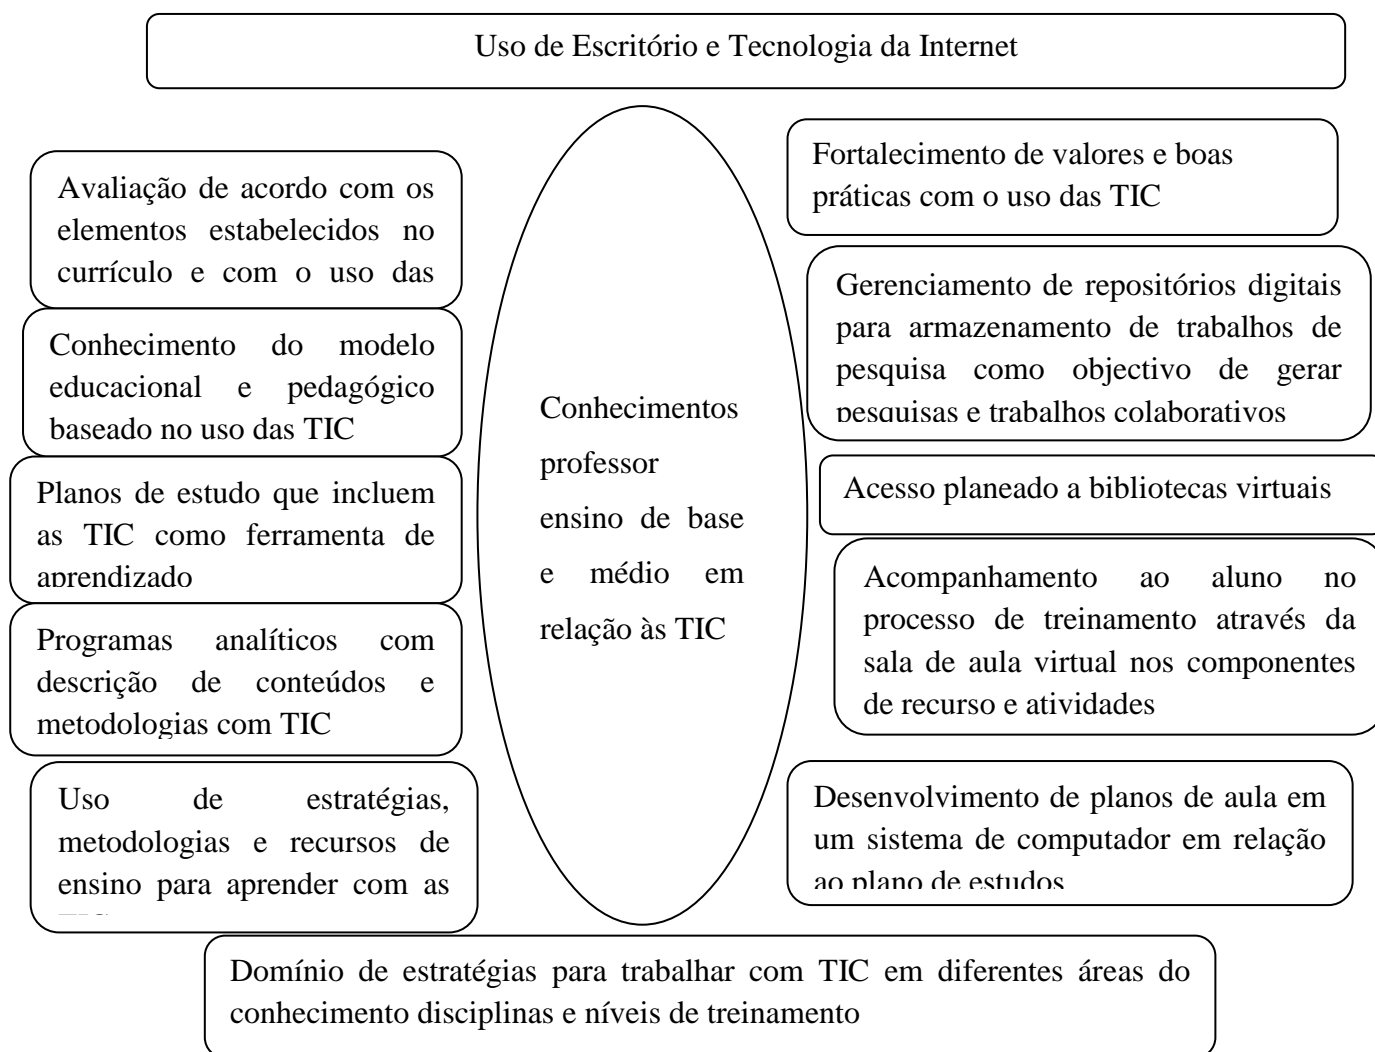 Uso de Escritório e Tecnologia da Internet
Avaliação de acordo com os
elementos estabelecidos no
currículo e com o uso das
Conhecimento do modelo
educacional e pedagógico
baseado no uso das TIC
Planos de estudo que incluem
as TIC como ferramenta de
aprendizado
Programas analíticos com
descrição de conteúdos e
metodologias com TIC
Uso de estratégias,
metodologias e recursos de
ensino para aprender com as
Conhecimentos
professor
ensino de base
e médio em
relação às TIC
Fortalecimento de valores e boas
práticas com o uso das TIC
Gerenciamento de repositórios digitais
para armazenamento de trabalhos de
pesquisa como objectivo de gerar
pesquisas e trabalhos colaborativos
Acesso planeado a bibliotecas virtuais
Acompanhamento ao aluno no
processo de treinamento através da
sala de aula virtual nos componentes
de recurso e atividades
Desenvolvimento de planos de aula em
um sistema de computador em relação
ao plano de estudos
Domínio de estratégias para trabalhar com TIC em diferentes áreas do
conhecimento disciplinas e níveis de treinamento